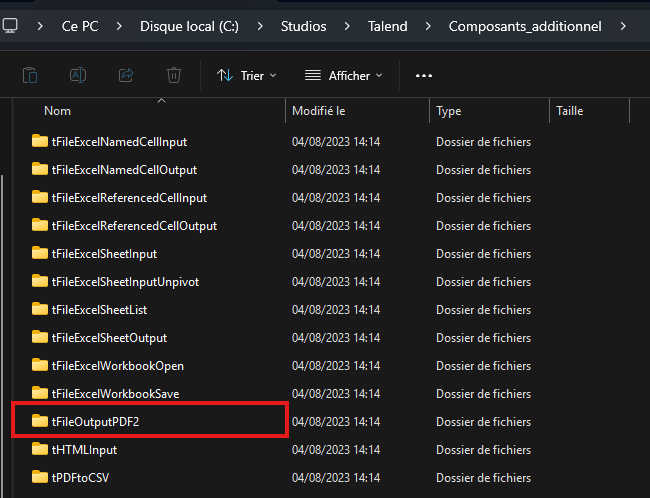 Ce PC > Disque local (C:) > Studios > Talend > Composants_additionnel >
Trier Afficher ...
Nom Modifié le Type Taille
tFileExcelNamedCellInput 04/08/2023 14:14 Dossier de fichiers
tFileExcelNamedCellOutput 04/08/2023 14:14 Dossier de fichiers
tFileExcelReferencedCellInput 04/08/2023 14:14 Dossier de fichiers
tFileExcelReferencedCellOutput 04/08/2023 14:14 Dossier de fichiers
tFileExcelSheetInput 04/08/2023 14:14 Dossier de fichiers
tFileExcelSheetInputUnpivot 04/08/2023 14:14 Dossier de fichiers
tFileExcelSheetList 04/08/2023 14:14 Dossier de fichiers
tFileExcelSheetOutput 04/08/2023 14:14 Dossier de fichiers
tFileExcelWorkbookOpen 04/08/2023 14:14 Dossier de fichiers
tFileExcelWorkbookSave 04/08/2023 14:14 Dossier de fichiers
tFileOutputPDF2 04/08/2023 14:14 Dossier de fichiers
tHTMLInput 04/08/2023 14:14 Dossier de fichiers
tPDFtoCSV 04/08/2023 14:14 Dossier de fichiers